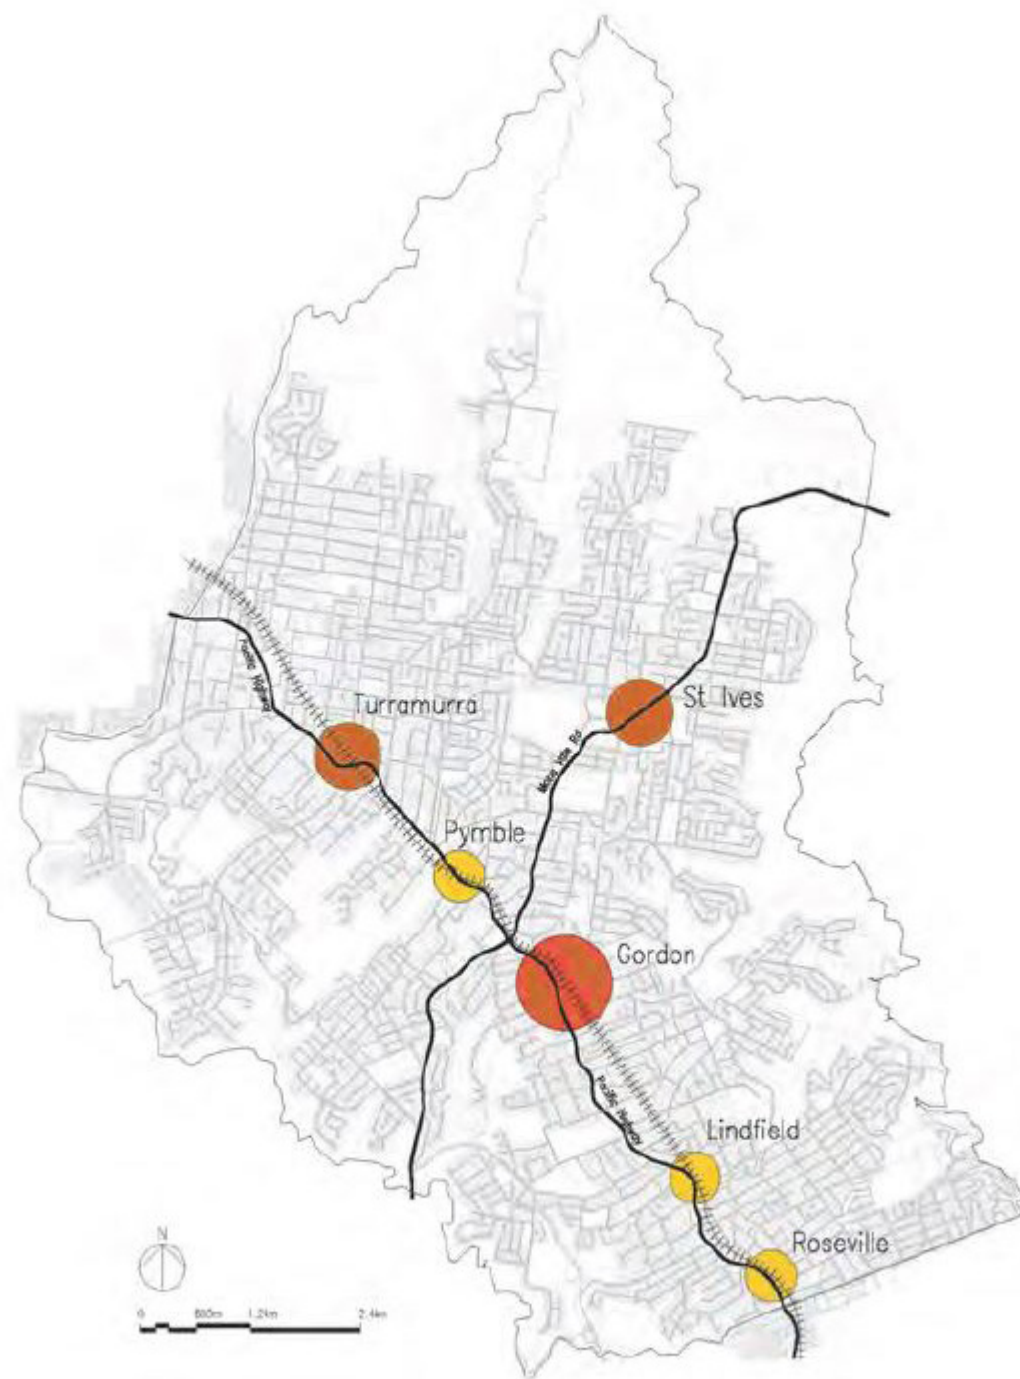 Pacific Highway
Turramurra
St Ives
Mona Vale Rd
Pymble
Gordon
Pacific Highway
Lindfield
Roseville
N
0 600m 1.2km 2.4km